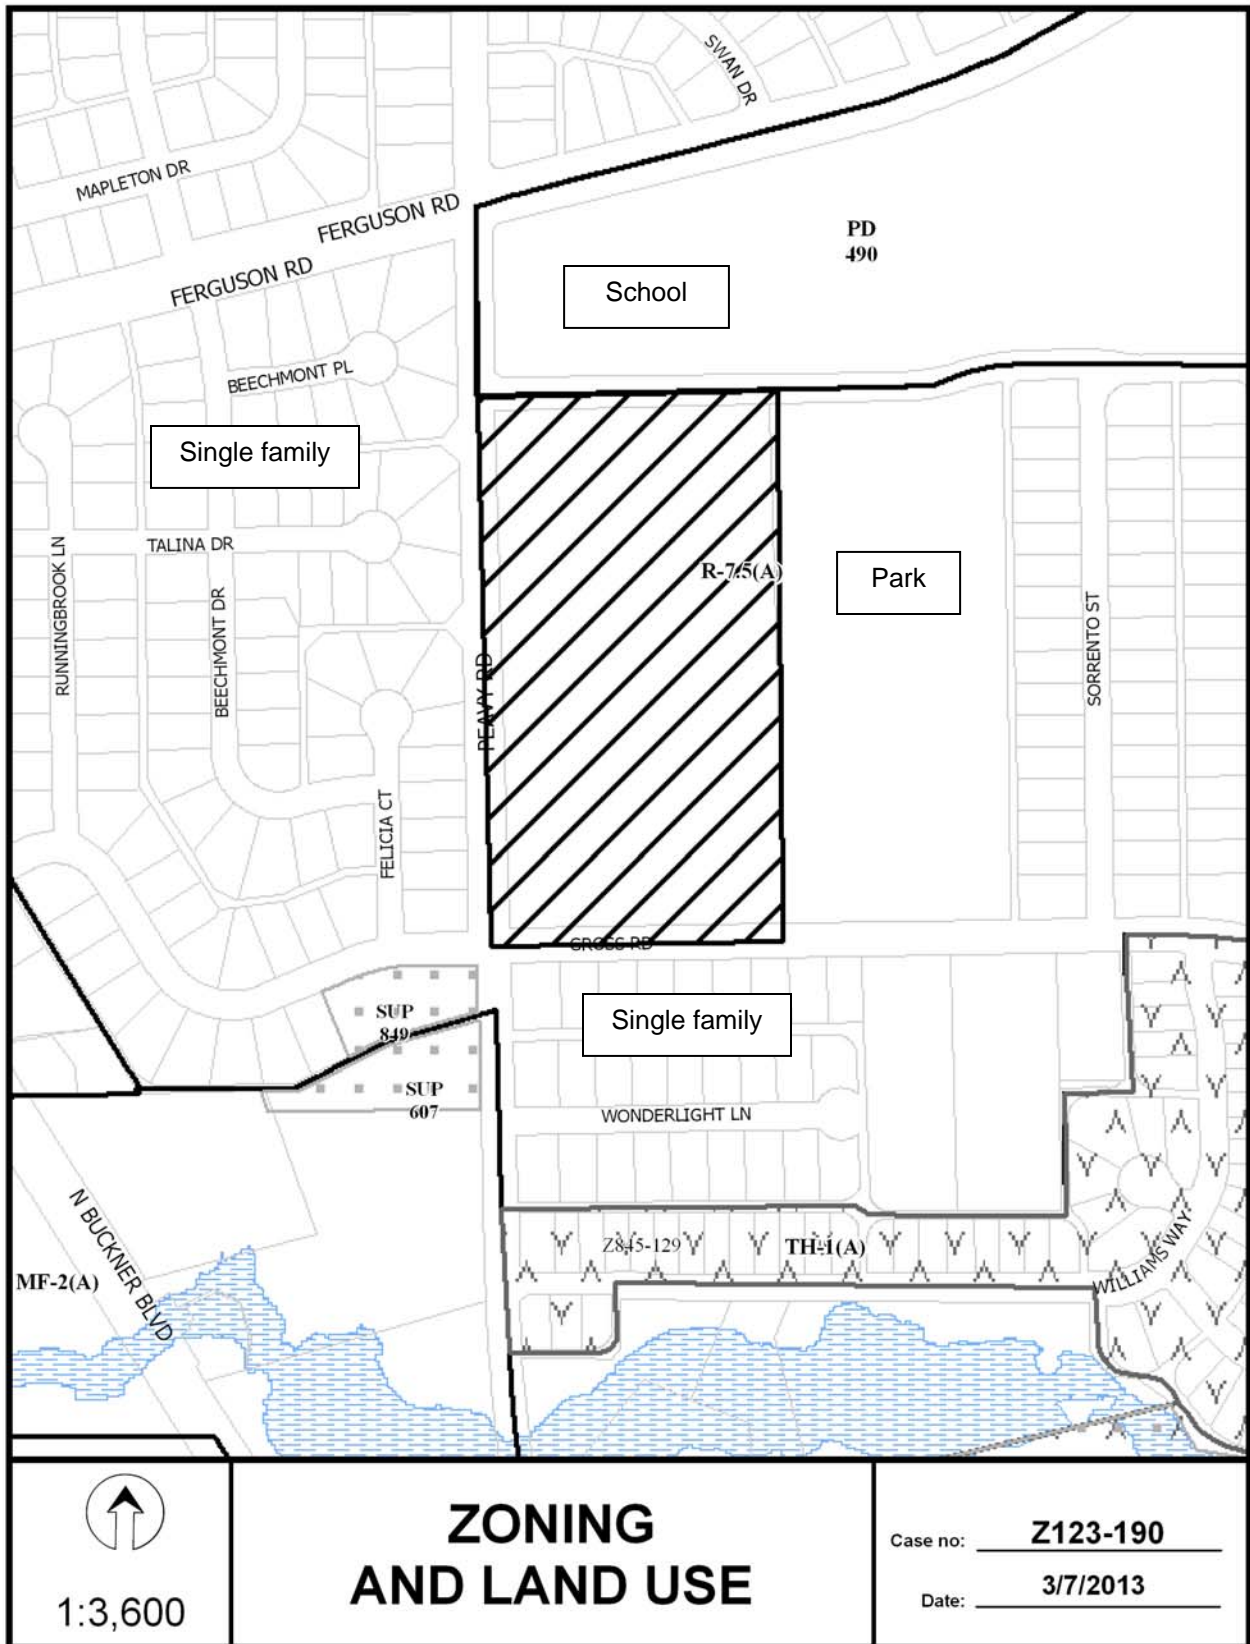 SWAN DR
MAPLETON DR
FERGUSON RD
FERGUSON RD
PD
490
School
BEECHMONT PL
Single family
TALINA DR
RUNNINGBROOK LN
BEECHMONT DR
R-7.5(A)
Park
SORRENTO ST
PEAVY RD
FELICIA CT
GROSS RD
SUP
849
Single family
SUP
607
WONDERLIGHT LN
N BUCKNER BLVD
MF-2(A)
Z845-129
TH-1(A)
WILLIAMS WAY
1:3,600
ZONING
AND LAND USE
Case no: Z123-190
Date: 3/7/2013